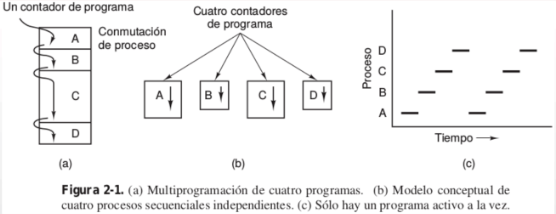 Un contador de programa
Conmutación
de proceso
A
B
C
D
(a)
Cuatro contadores
de programa
A
B
C
D
(b)
Proceso
D
C
B
A
Tiempo
(c)
Figura 2-1. (a) Multiprogramación de cuatro programas. (b) Modelo conceptual de
cuatro procesos secuenciales independientes. (c) Sólo hay un programa activo a la vez.